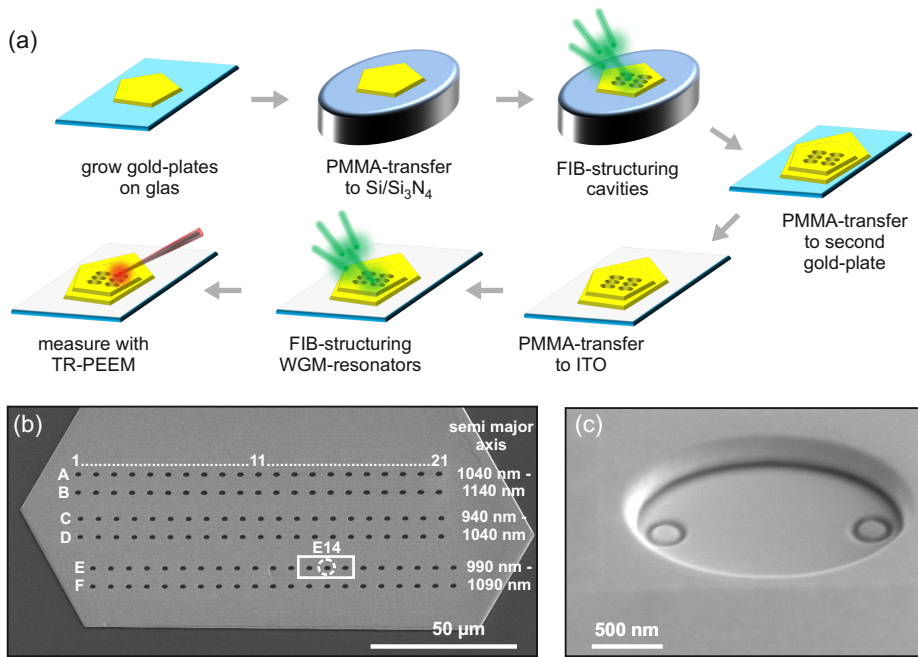 (a)
grow gold-plates
on glas
PMMA-transfer
to Si/Si₃N₄
FIB-structuring
cavities
PMMA-transfer
to second
gold-plate
measure with
TR-PEEM
FIB-structuring
WGM-resonators
PMMA-transfer
to ITO
(b)
semi major
axis
1.............................11.............................21
A
1040 nm -
B
1140 nm
C
940 nm -
D
1040 nm
E14
E
990 nm -
F
1090 nm
50 µm
(c)
500 nm